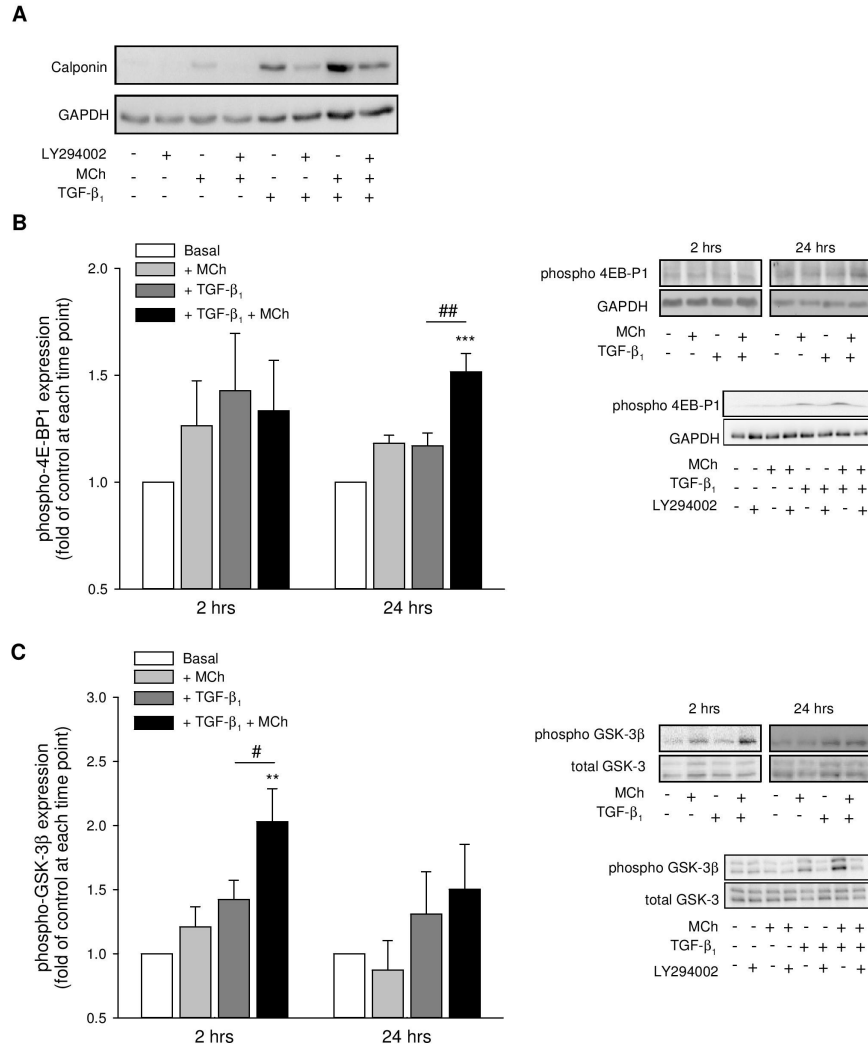 A
Calponin
GAPDH
LY294002 - + - + - + - +
MCh - - + + - - + +
TGF-β₁ - - - - + + + +
B
Basal
+ MCh
+ TGF-β₁
+ TGF-β₁ + MCh
phospho-4E-BP1 expression
(fold of control at each time point)
2.0
1.5
1.0
0.5
##
***
2 hrs 24 hrs
2 hrs 24 hrs
phospho 4EB-P1
GAPDH
MCh - + - + - + - +
TGF-β₁ - - + + - - + +
phospho 4EB-P1
GAPDH
MCh - - + + - - + +
TGF-β₁ - - - - + + + +
LY294002 - + - + - + - +
C
Basal
+ MCh
+ TGF-β₁
+ TGF-β₁ + MCh
phospho-GSK-3β expression
(fold of control at each time point)
3.0
2.5
2.0
1.5
1.0
0.5
#
**
2 hrs 24 hrs
2 hrs 24 hrs
phospho GSK-3β
total GSK-3
MCh - + - + - + - +
TGF-β₁ - - + + - - + +
phospho GSK-3β
total GSK-3
MCh - - + + - - + +
TGF-β₁ - - - - + + + +
LY294002 - + - + - + - +